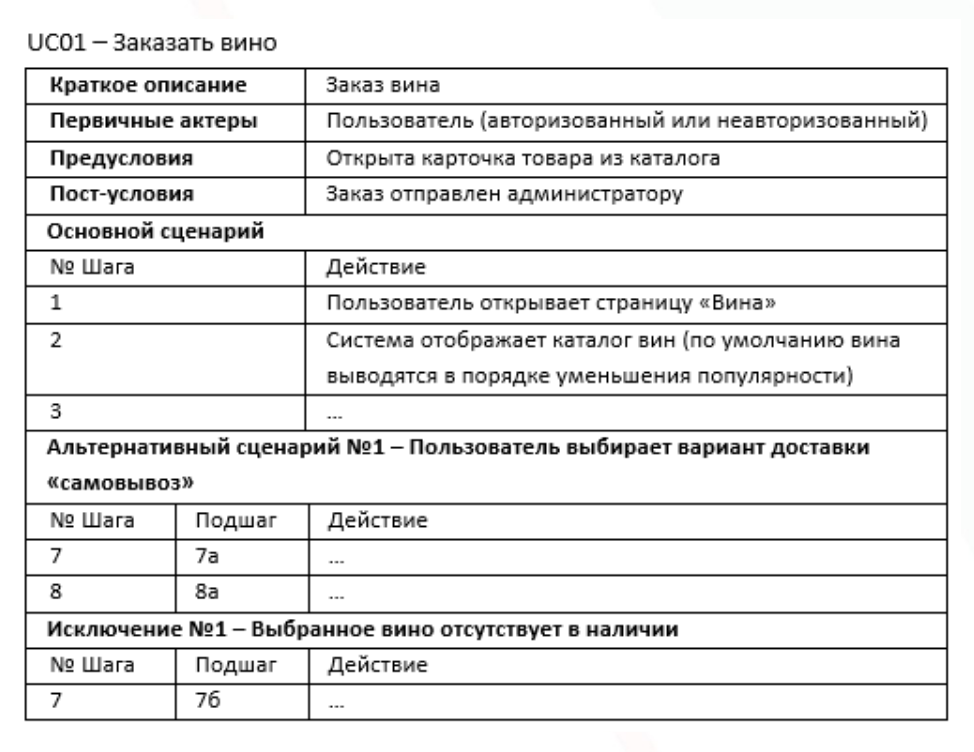 UC01 – Заказать вино
Краткое описание Заказ вина
Первичные актеры Пользователь (авторизованный или неавторизованный)
Предусловия Открыта карточка товара из каталога
Пост-условия Заказ отправлен администратору
Основной сценарий
№ Шага Действие
1 Пользователь открывает страницу «Вина»
2 Система отображает каталог вин (по умолчанию вина
выводятся в порядке уменьшения популярности)
3 ...
Альтернативный сценарий №1 – Пользователь выбирает вариант доставки
«самовывоз»
№ Шага Подшаг Действие
7 7а ...
8 8а ...
Исключение №1 – Выбранное вино отсутствует в наличии
№ Шага Подшаг Действие
7 7б ...